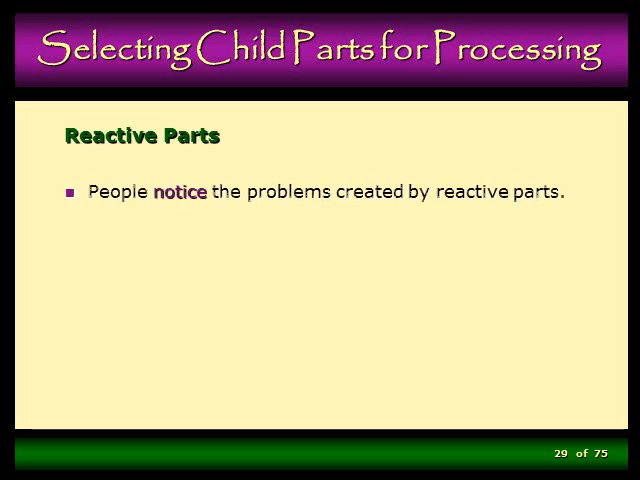 Selecting Child Parts for Processing
Reactive Parts
People notice the problems created by reactive parts.
29 of 75